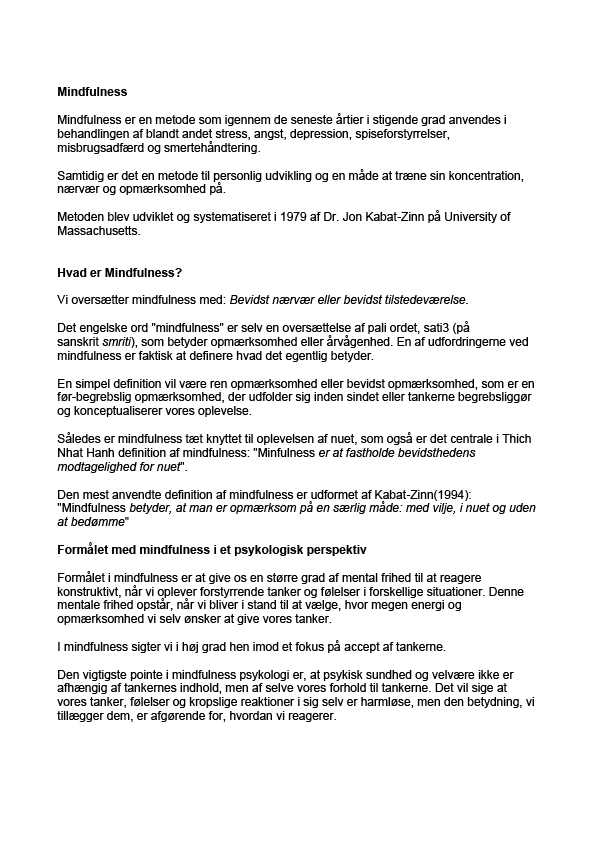 Mindfulness
Mindfulness er en metode som igennem de seneste årtier i stigende grad anvendes i
behandlingen af blandt andet stress, angst, depression, spiseforstyrrelser,
misbrugsadfærd og smertehåndtering.
Samtidig er det en metode til personlig udvikling og en måde at træne sin koncentration,
nærvær og opmærksomhed på.
Metoden blev udviklet og systematiseret i 1979 af Dr. Jon Kabat-Zinn på University of
Massachusetts.
Hvad er Mindfulness?
Vi oversætter mindfulness med: Bevidst nærvær eller bevidst tilstedeværelse.
Det engelske ord "mindfulness" er selv en oversættelse af pali ordet, sati3 (på
sanskrit smriti), som betyder opmærksomhed eller årvågenhed. En af udfordringerne ved
mindfulness er faktisk at definere hvad det egentlig betyder.
En simpel definition vil være ren opmærksomhed eller bevidst opmærksomhed, som er en
før-begrebslig opmærksomhed, der udfolder sig inden sindet eller tankerne begrebsliggør
og konceptualiserer vores oplevelse.
Således er mindfulness tæt knyttet til oplevelsen af nuet, som også er det centrale i Thich
Nhat Hanh definition af mindfulness: "Minfulness er at fastholde bevidsthedens
modtagelighed for nuet".
Den mest anvendte definition af mindfulness er udformet af Kabat-Zinn(1994):
"Mindfulness betyder, at man er opmærksom på en særlig måde: med vilje, i nuet og uden
at bedømme"
Formålet med mindfulness i et psykologisk perspektiv
Formålet i mindfulness er at give os en større grad af mental frihed til at reagere
konstruktivt, når vi oplever forstyrrende tanker og følelser i forskellige situationer. Denne
mentale frihed opstår, når vi bliver i stand til at vælge, hvor megen energi og
opmærksomhed vi selv ønsker at give vores tanker.
I mindfulness sigter vi i høj grad hen imod et fokus på accept af tankerne.
Den vigtigste pointe i mindfulness psykologi er, at psykisk sundhed og velvære ikke er
afhængig af tankernes indhold, men af selve vores forhold til tankerne. Det vil sige at
vores tanker, følelser og kropslige reaktioner i sig selv er harmløse, men den betydning, vi
tillægger dem, er afgørende for, hvordan vi reagerer.